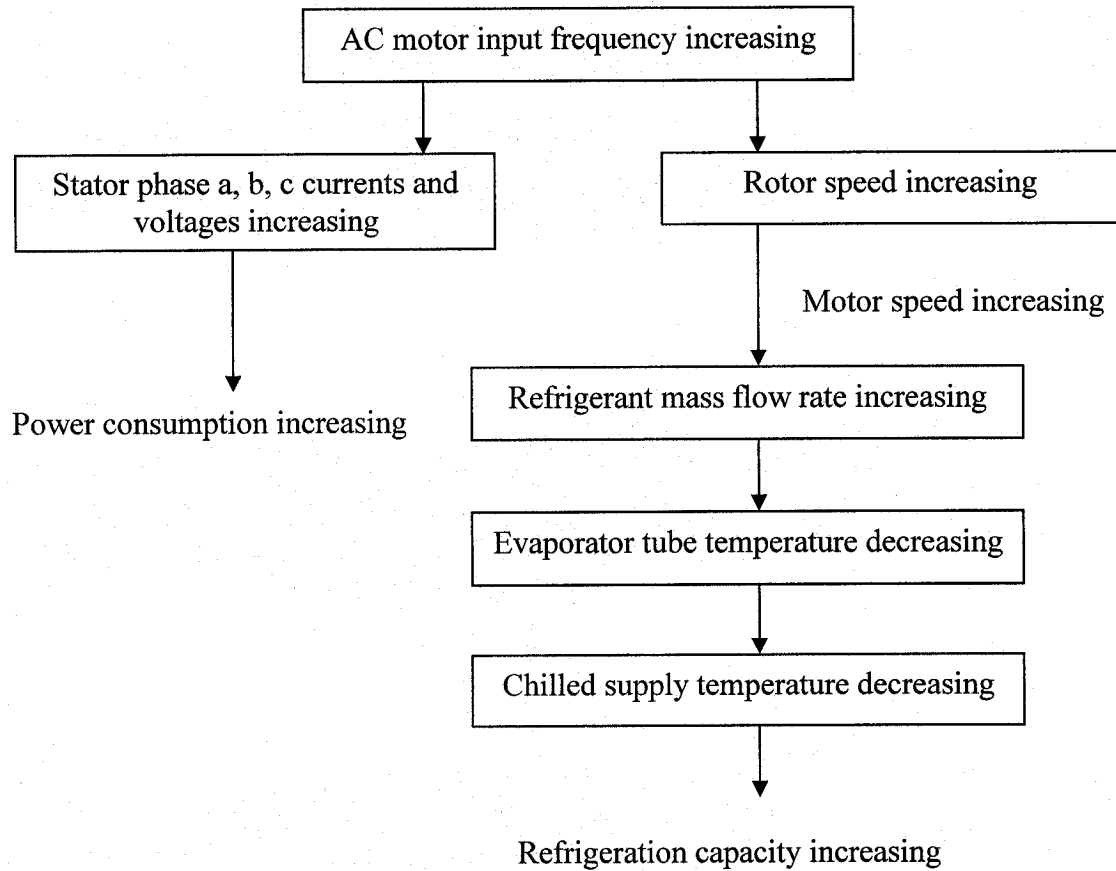 AC motor input frequency increasing
Stator phase a, b, c currents and
voltages increasing
Rotor speed increasing
Motor speed increasing
Refrigerant mass flow rate increasing
Power consumption increasing
Evaporator tube temperature decreasing
Chilled supply temperature decreasing
Refrigeration capacity increasing